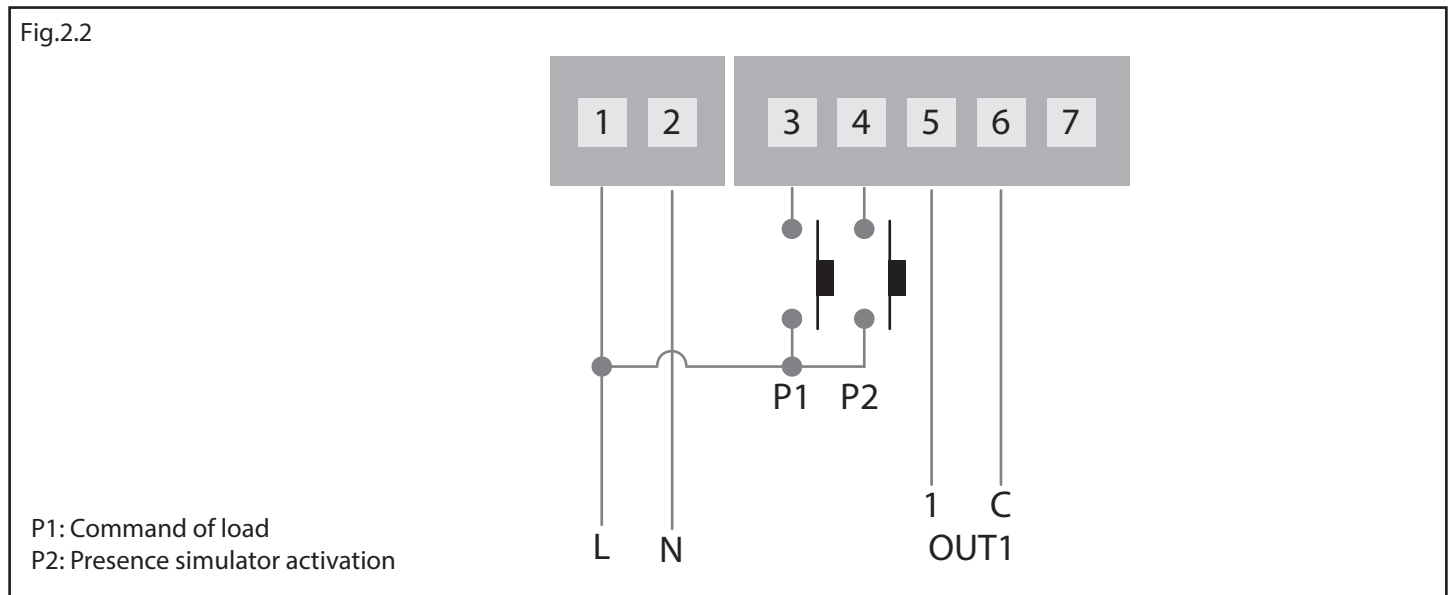 Fig.2.2
1 2 3 4 5 6 7
P1 P2
1 C
P1: Command of load
L N OUT1
P2: Presence simulator activation